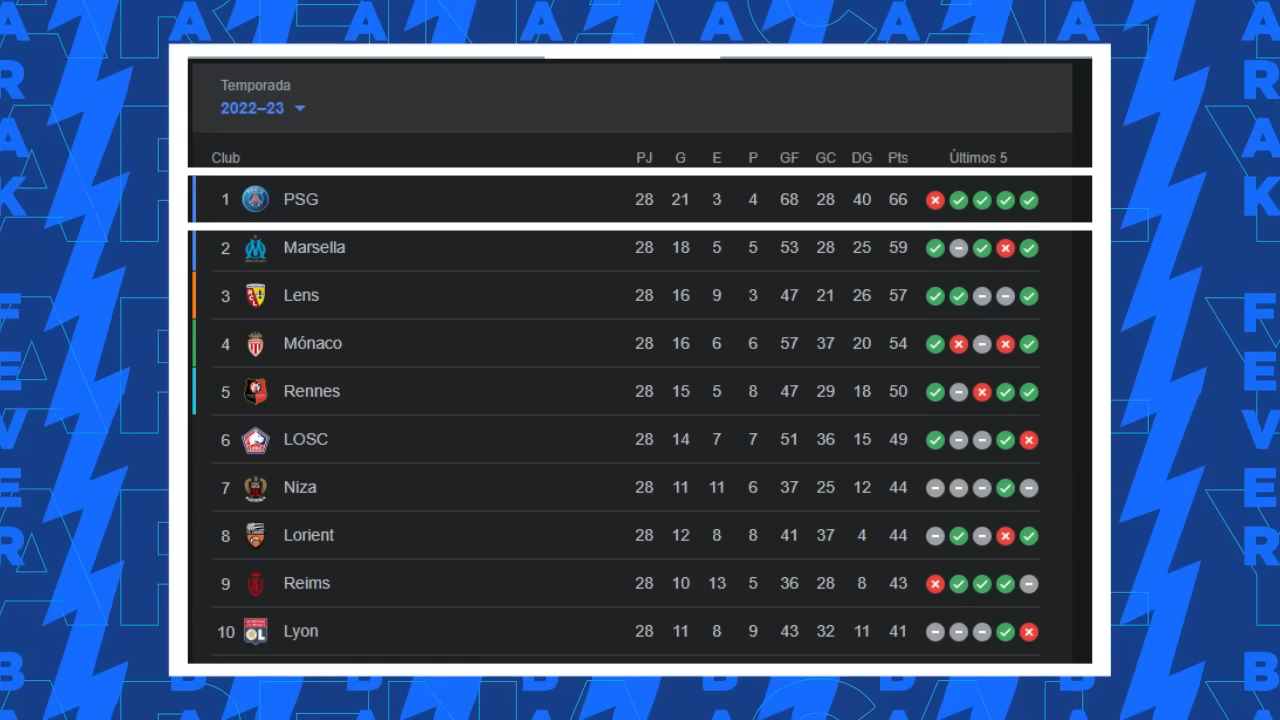 Temporada
2022–23
Club PJ G E P GF GC DG Pts Últimos 5
1 PSG 28 21 3 4 68 28 40 66
2 Marsella 28 18 5 5 53 28 25 59
3 Lens 28 16 9 3 47 21 26 57
4 Mónaco 28 16 6 6 57 37 20 54
5 Rennes 28 15 5 8 47 29 18 50
6 LOSC 28 14 7 7 51 36 15 49
7 Niza 28 11 11 6 37 25 12 44
8 Lorient 28 12 8 8 41 37 4 44
9 Reims 28 10 13 5 36 28 8 43
10 Lyon 28 11 8 9 43 32 11 41